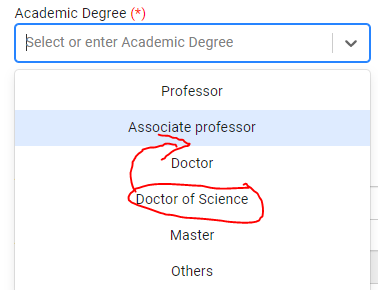 Academic Degree (*)
Select or enter Academic Degree
Professor
Associate professor
Doctor
Doctor of Science
Master
Others